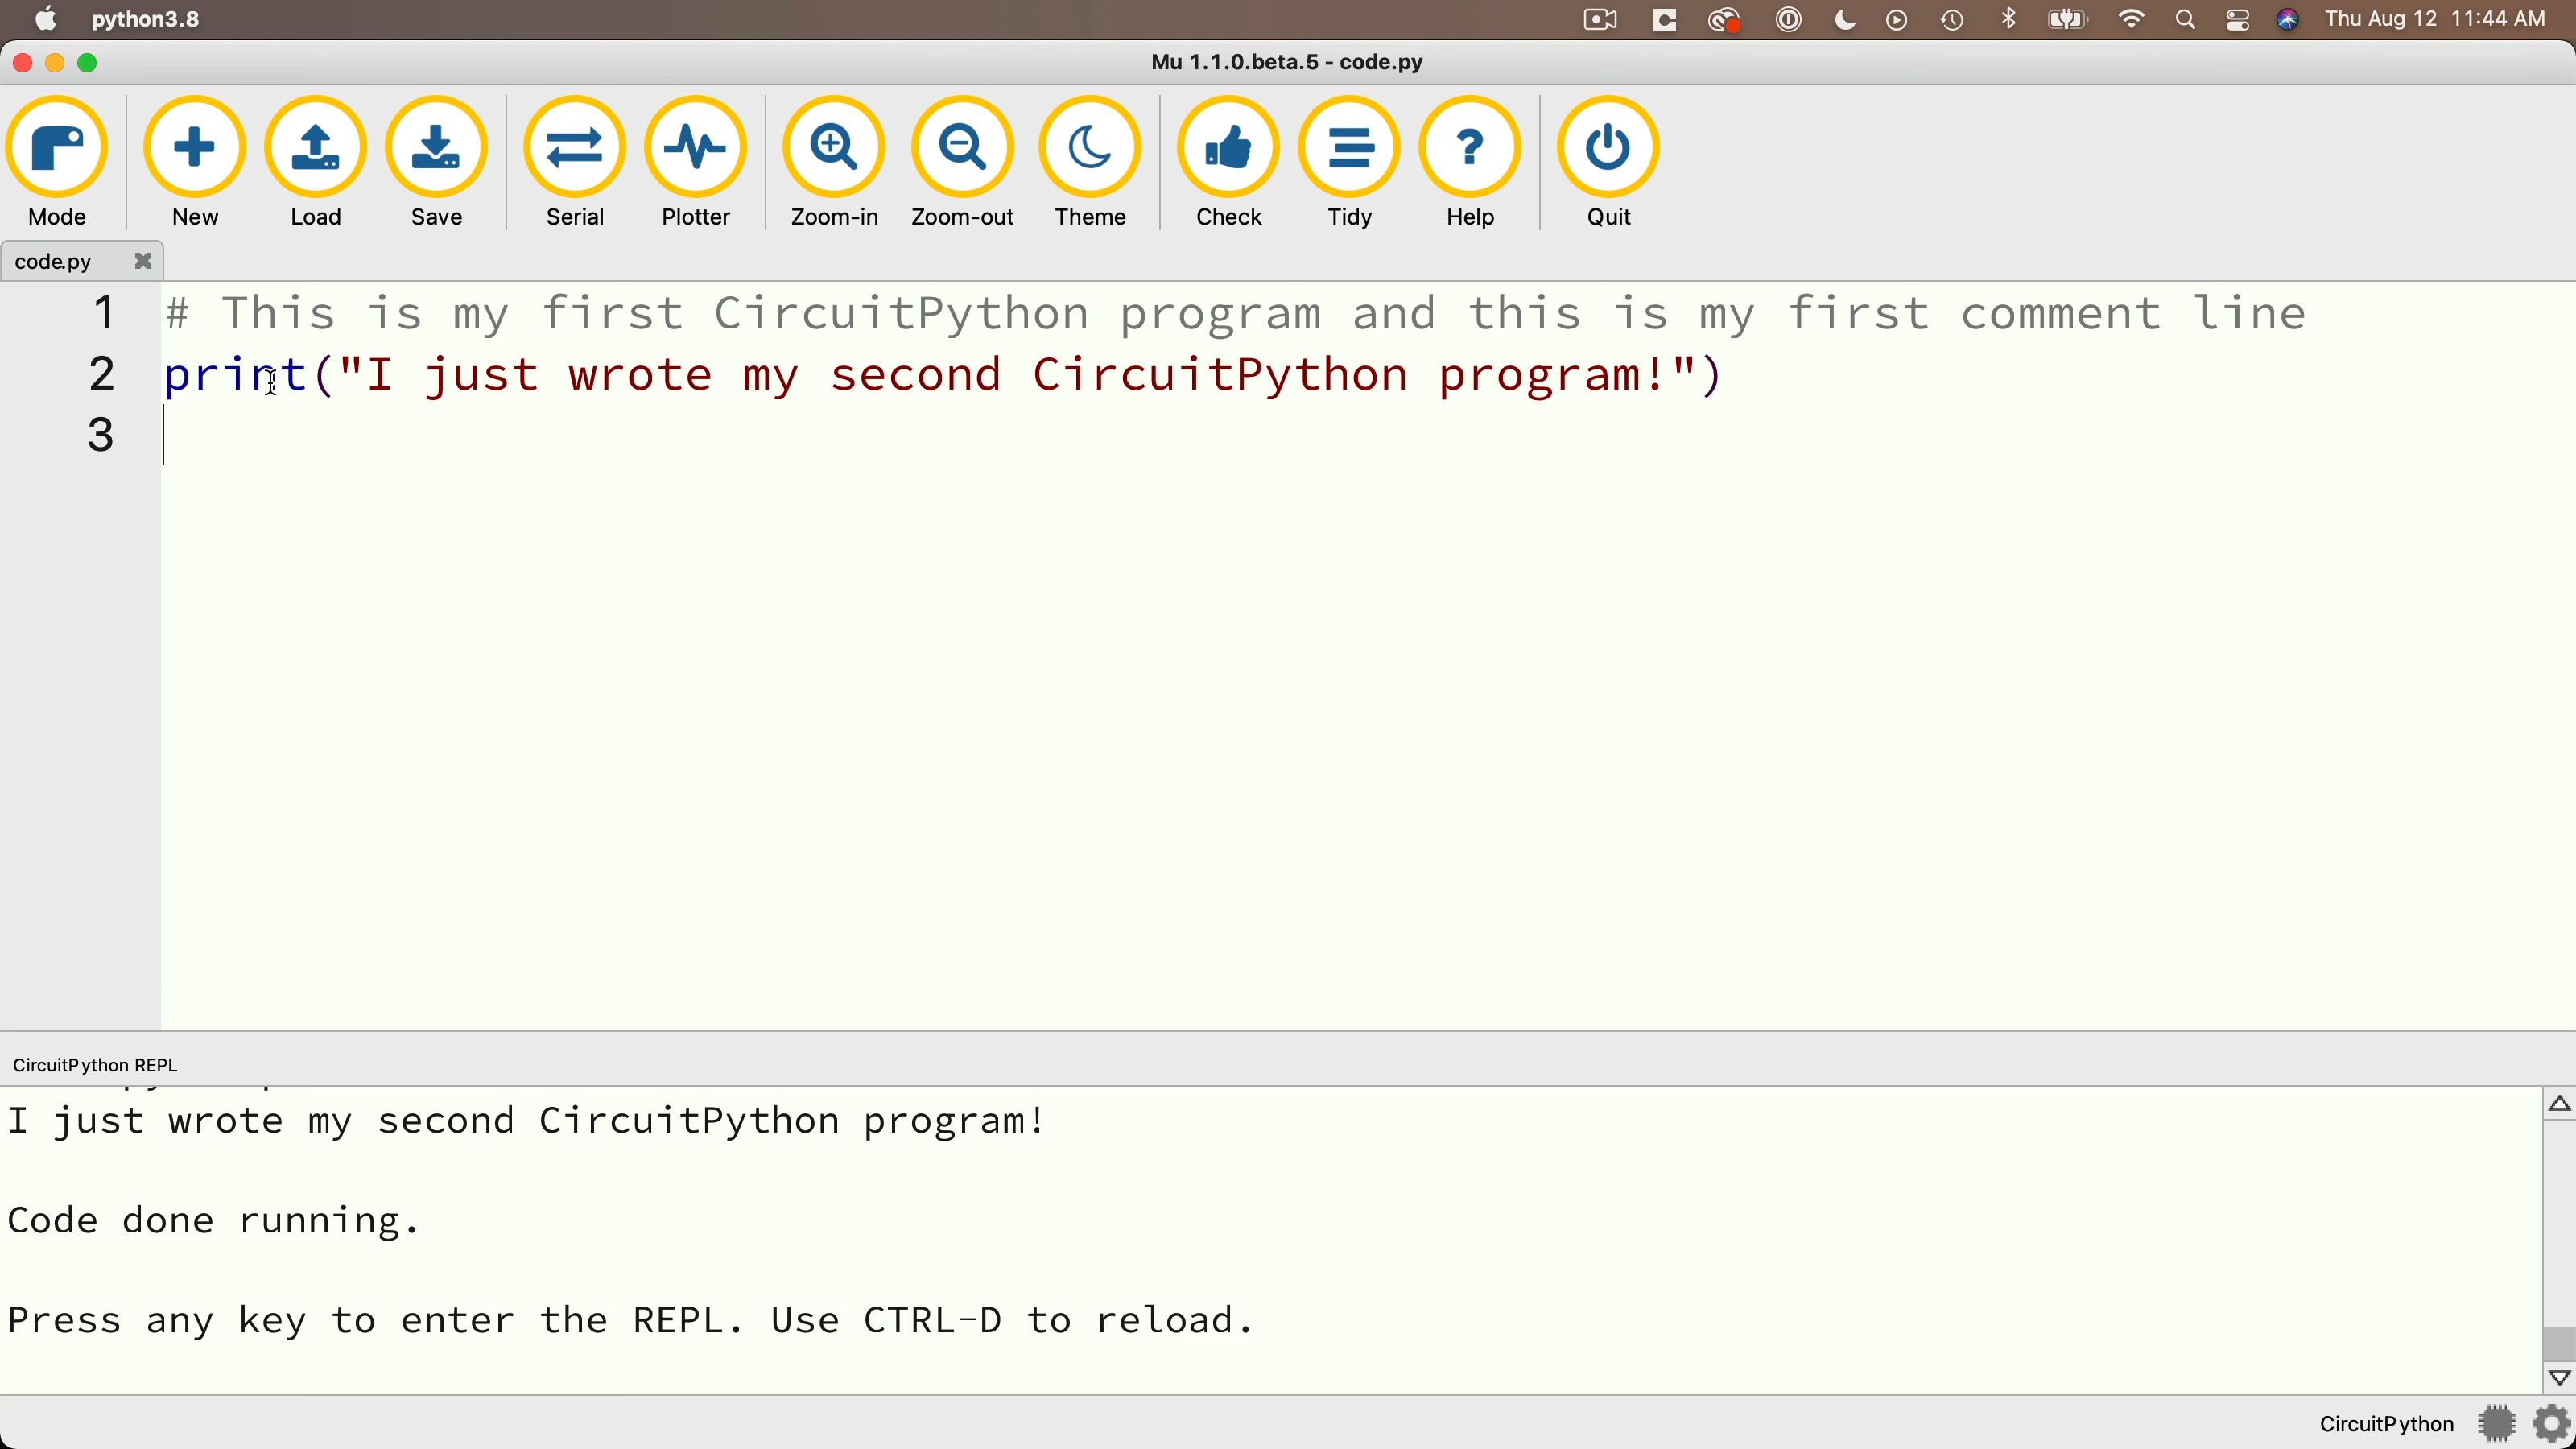 python3.8
Thu Aug 12 11:44 AM
Mu 1.1.0.beta.5 - code.py
Mode
New
Load
Save
Serial
Plotter
Zoom-in
Zoom-out
Theme
Check
Tidy
Help
Quit
code.py
1 # This is my first CircuitPython program and this is my first comment line
2 print("I just wrote my second CircuitPython program!")
3
CircuitPython REPL
I just wrote my second CircuitPython program!
Code done running.
Press any key to enter the REPL. Use CTRL-D to reload.
CircuitPython